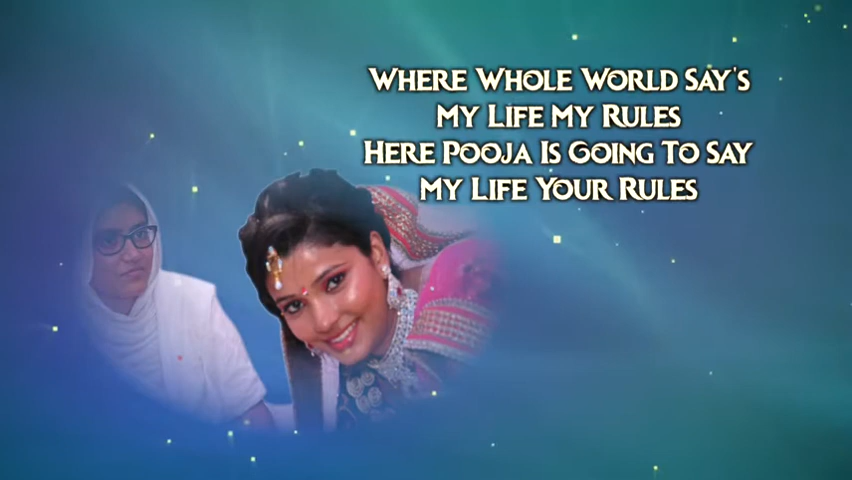 Where Whole World Say's
My Life My Rules
Here Pooja Is Going To Say
My Life Your Rules